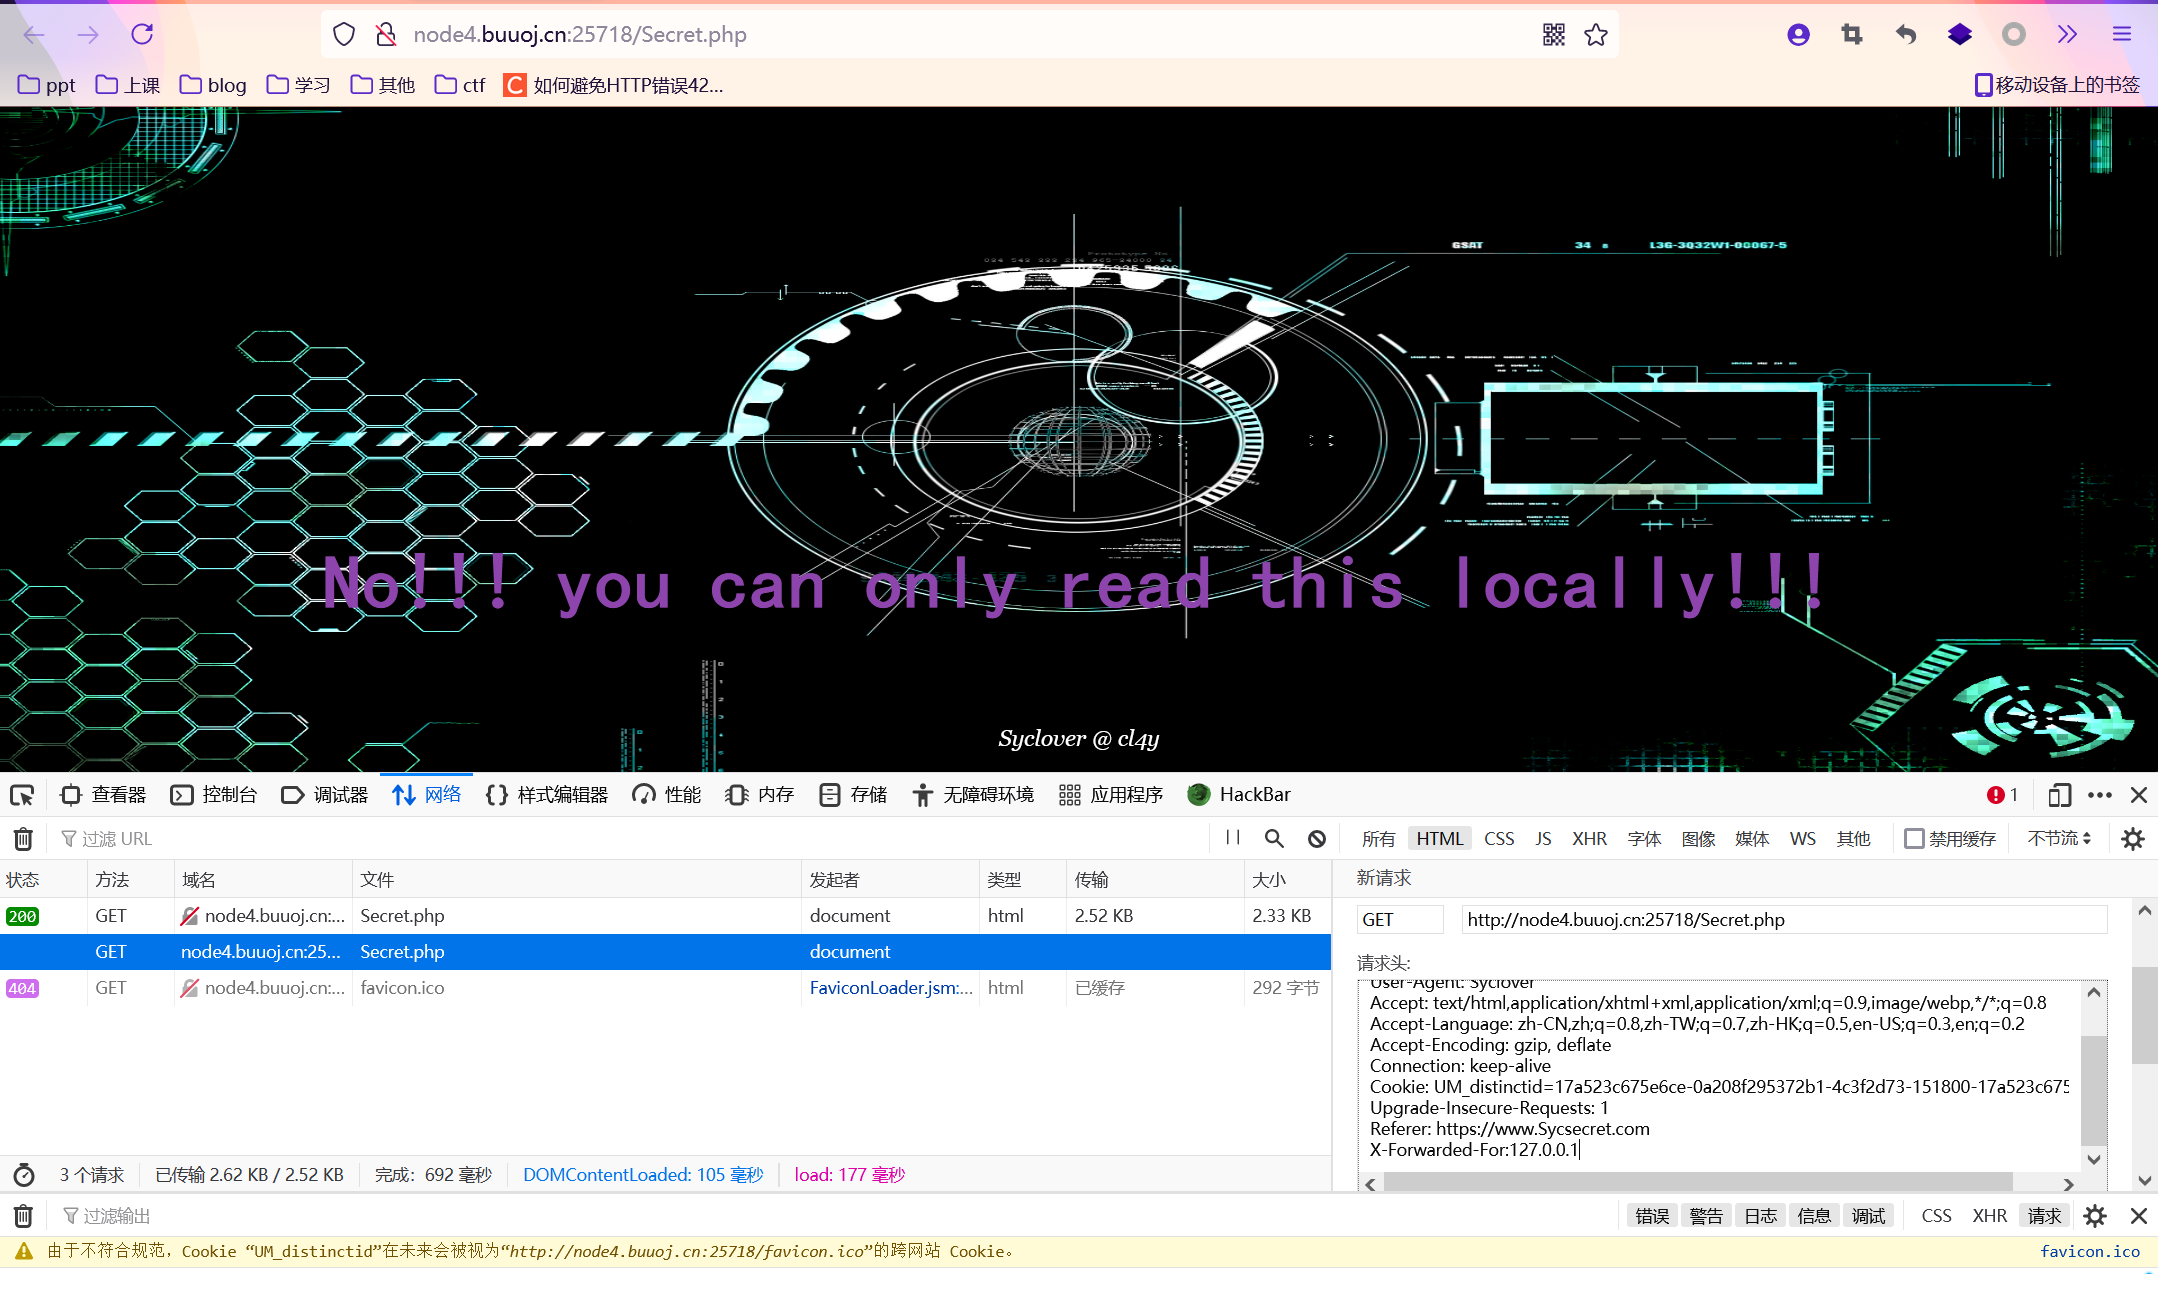 node4.buuoj.cn:25718/Secret.php
ppt 上课 blog 学习 其他 ctf 如何避免HTTP错误42... 移动设备上的书签
GSAT 34 s L3G-3Q32W1-00067-5
No!!! you can only read this locally!!!
Syclover @ cl4y
查看器 控制台 调试器 网络 样式编辑器 性能 内存 存储 无障碍环境 应用程序 HackBar 1
过滤 URL 所有 HTML CSS JS XHR 字体 图像 媒体 WS 其他 禁用缓存 不节流
状态 方法 域名 文件 发起者 类型 传输 大小 新请求
200 GET node4.buuoj.cn:... Secret.php document html 2.52 KB 2.33 KB
GET http://node4.buuoj.cn:25718/Secret.php
GET node4.buuoj.cn:25... Secret.php document
404 GET node4.buuoj.cn:... favicon.ico FaviconLoader.jsm:... html 已缓存 292 字节
请求头:
User-Agent: Syclover
Accept: text/html,application/xhtml+xml,application/xml;q=0.9,image/webp,*/*;q=0.8
Accept-Language: zh-CN,zh;q=0.8,zh-TW;q=0.7,zh-HK;q=0.5,en-US;q=0.3,en;q=0.2
Accept-Encoding: gzip, deflate
Connection: keep-alive
Cookie: UM_distinctid=17a523c675e6ce-0a208f295372b1-4c3f2d73-151800-17a523c675
Upgrade-Insecure-Requests: 1
Referer: https://www.Sycsecret.com
X-Forwarded-For:127.0.0.1
3 个请求 已传输 2.62 KB / 2.52 KB 完成：692 毫秒 DOMContentLoaded: 105 毫秒 load: 177 毫秒
过滤输出 错误 警告 日志 信息 调试 CSS XHR 请求
由于不符合规范，Cookie “UM_distinctid”在未来会被视为“http://node4.buuoj.cn:25718/favicon.ico”的跨网站 Cookie。 favicon.ico